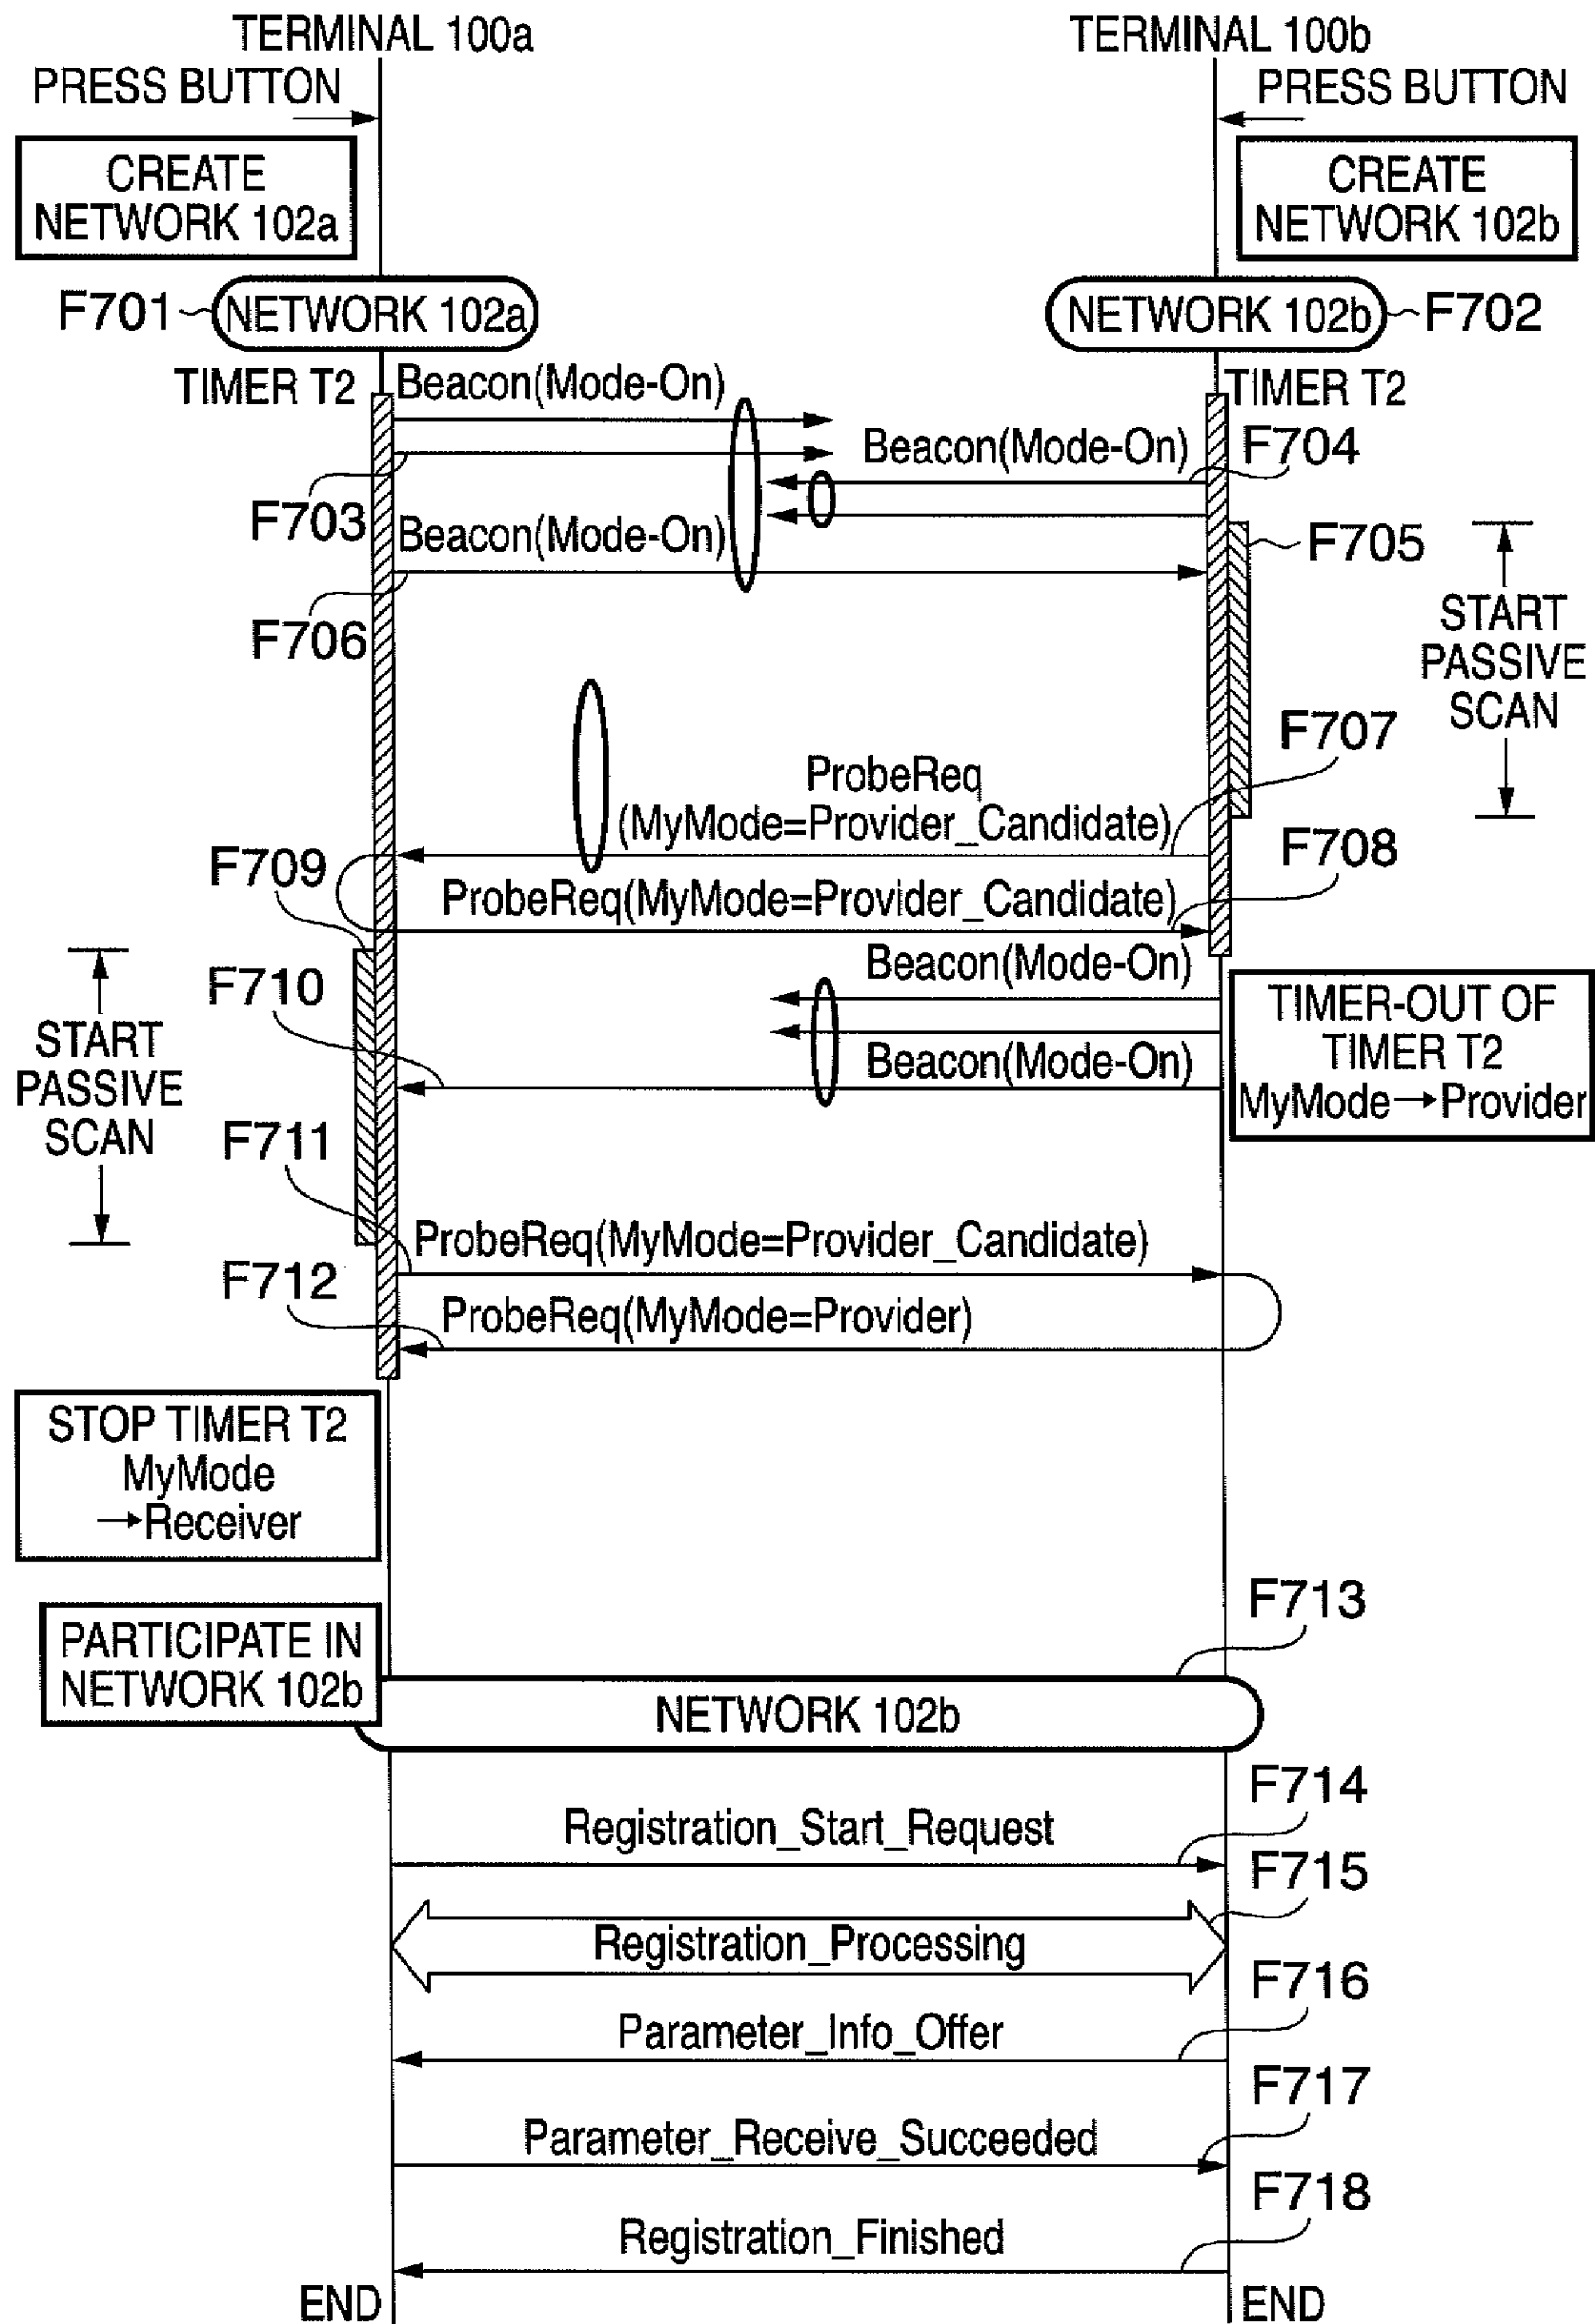 TERMINAL 100a
TERMINAL 100b
PRESS BUTTON
PRESS BUTTON
CREATE
NETWORK 102a
CREATE
NETWORK 102b
F701
NETWORK 102a
NETWORK 102b
F702
TIMER T2
Beacon(Mode-On)
TIMER T2
Beacon(Mode-On)
F704
F703
Beacon(Mode-On)
F705
F706
START
PASSIVE
SCAN
F707
ProbeReq
(MyMode=Provider_Candidate)
F708
F709
ProbeReq(MyMode=Provider_Candidate)
Beacon(Mode-On)
F710
TIMER-OUT OF
TIMER T2
MyMode→Provider
START
PASSIVE
SCAN
Beacon(Mode-On)
F711
ProbeReq(MyMode=Provider_Candidate)
F712
ProbeReq(MyMode=Provider)
STOP TIMER T2
MyMode
→Receiver
F713
PARTICIPATE IN
NETWORK 102b
NETWORK 102b
F714
Registration_Start_Request
F715
Registration_Processing
F716
Parameter_Info_Offer
F717
Parameter_Receive_Succeeded
F718
Registration_Finished
END
END